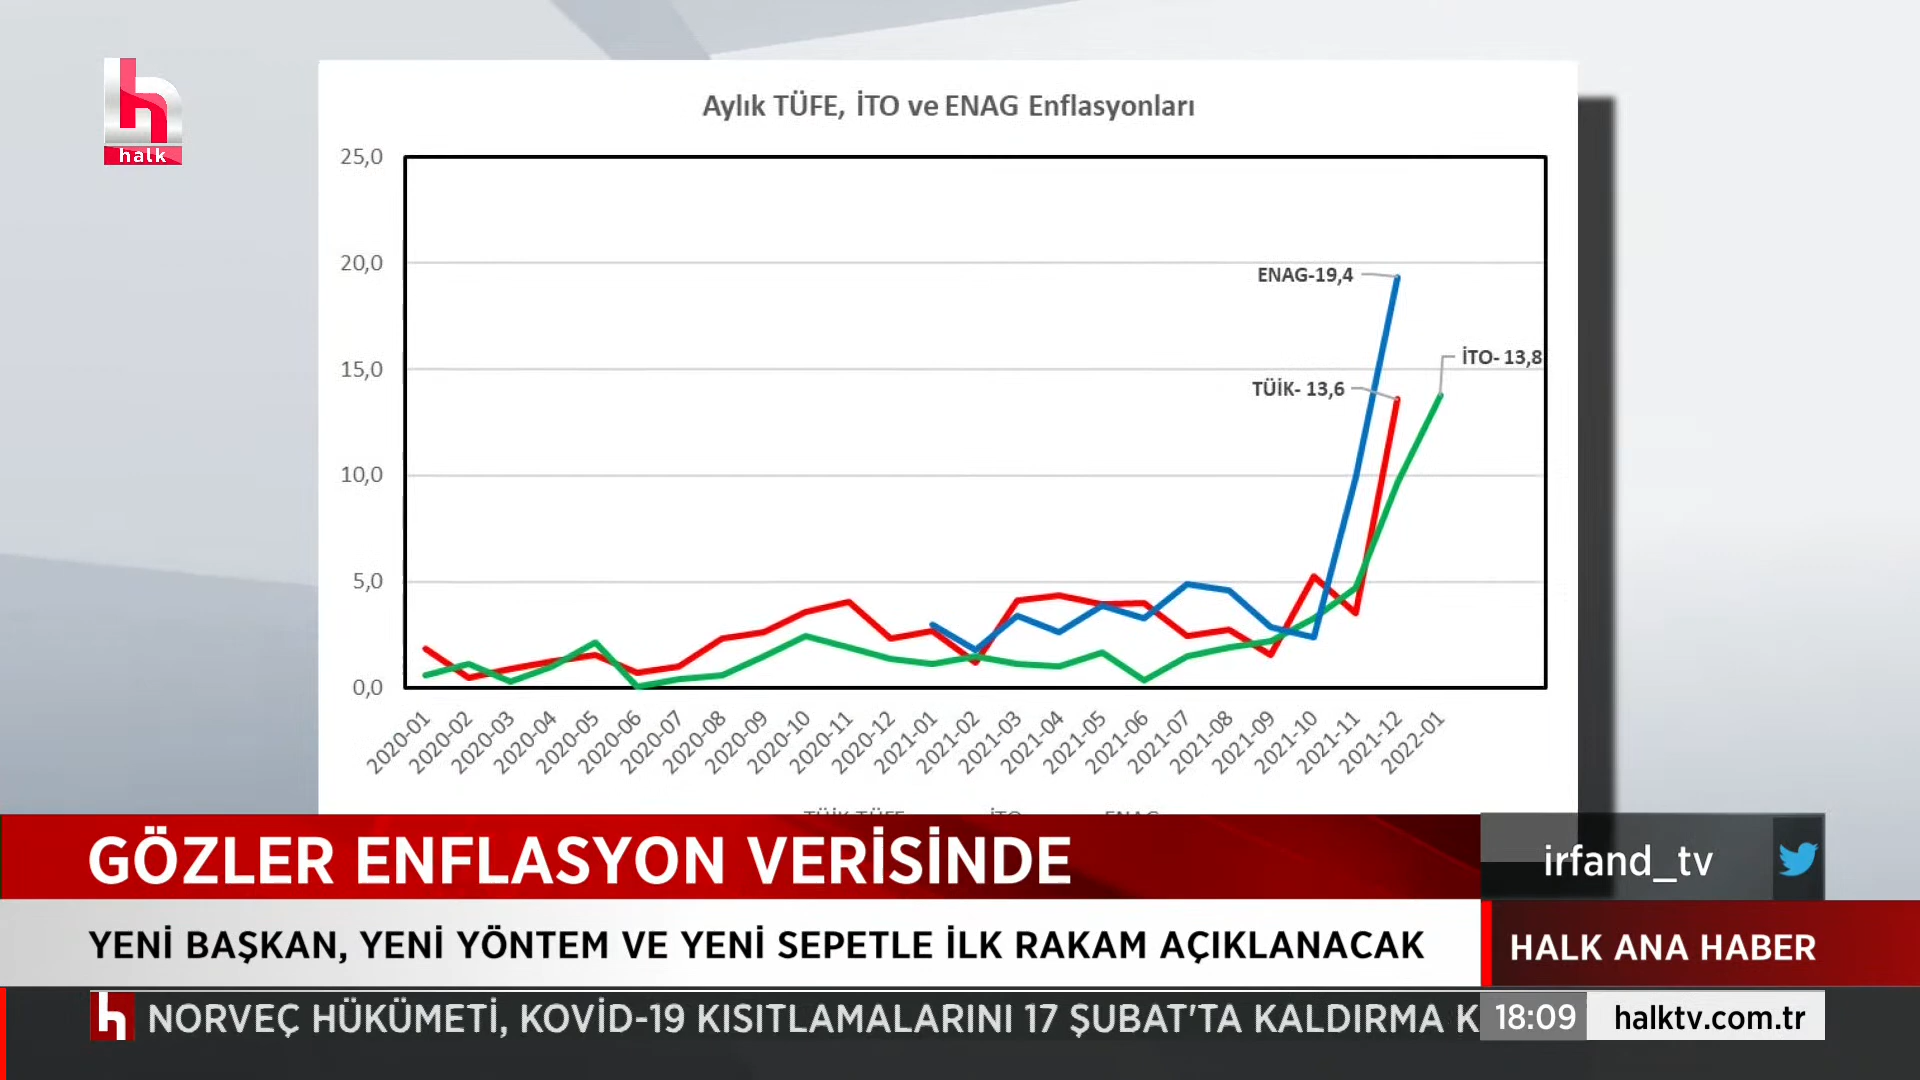 halk
Aylık TÜFE, İTO ve ENAG Enflasyonları
25,0
20,0
15,0
10,0
5,0
0,0
ENAG-19,4
İTO- 13,8
TÜİK- 13,6
2020-01
2020-02
2020-03
2020-04
2020-05
2020-06
2020-07
2020-08
2020-09
2020-10
2020-11
2020-12
2021-01
2021-02
2021-03
2021-04
2021-05
2021-06
2021-07
2021-08
2021-09
2021-10
2021-11
2021-12
2022-01
TÜİK TÜFE İTO ENAG
GÖZLER ENFLASYON VERİSİNDE
irfand_tv
YENİ BAŞKAN, YENİ YÖNTEM VE YENİ SEPETLE İLK RAKAM AÇIKLANACAK
HALK ANA HABER
NORVEÇ HÜKÜMETİ, KOVİD-19 KISITLAMALARINI 17 ŞUBAT'TA KALDIRMA K
18:09
halktv.com.tr